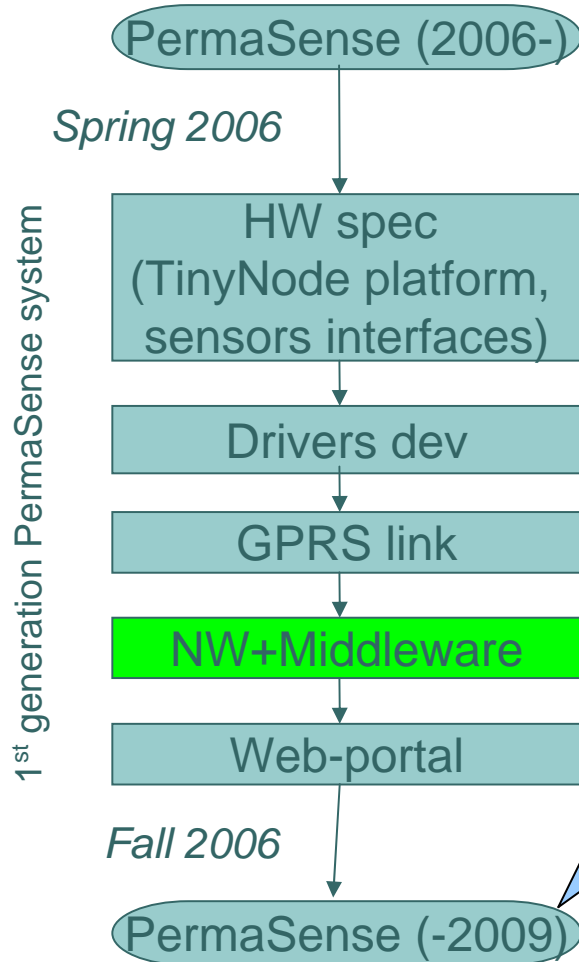 PermaSense (2006-)
Spring 2006
1st generation PermaSense system
HW spec
(TinyNode platform,
sensors interfaces)
Drivers dev
GPRS link
NW+Middleware
Web-portal
Fall 2006
PermaSense (-2009)